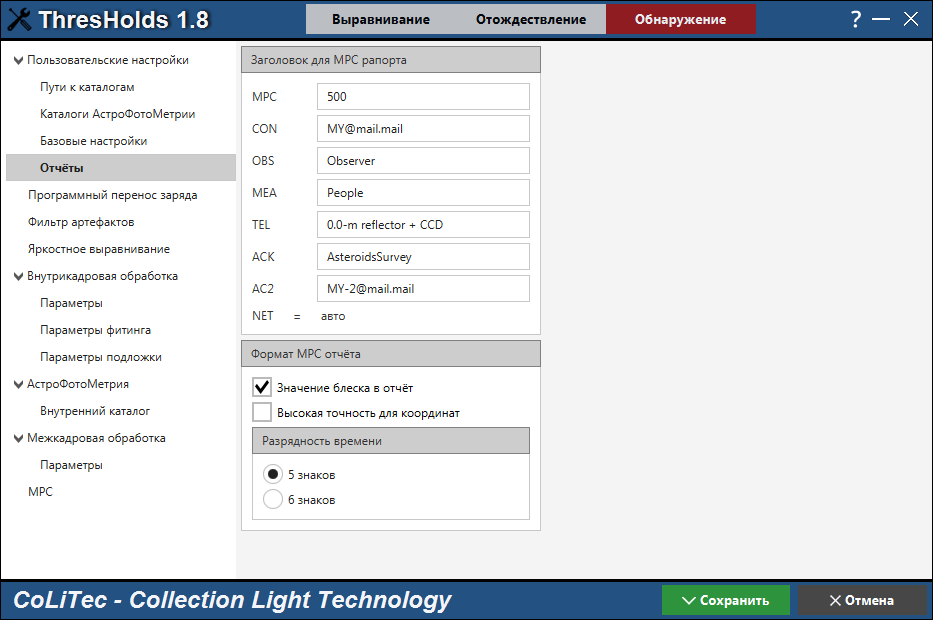 ThresHolds 1.8
Выравнивание Отождествление Обнаружение
?
Пользовательские настройки
Пути к каталогам
Каталоги АстроФотоМетрии
Базовые настройки
Отчёты
Программный перенос заряда
Фильтр артефактов
Яркостное выравнивание
Внутрикадровая обработка
Параметры
Параметры фитинга
Параметры подложки
АстроФотоМетрия
Внутренний каталог
Межкадровая обработка
Параметры
МРС
Заголовок для МРС рапорта
MPC 500
CON MY@mail.mail
OBS Observer
MEA People
TEL 0.0-m reflector + CCD
ACK AsteroidsSurvey
AC2 MY-2@mail.mail
NET = авто
Формат МРС отчёта
Значение блеска в отчёт
Высокая точность для координат
Разрядность времени
5 знаков
6 знаков
CoLiTec - Collection Light Technology
Сохранить
Отмена